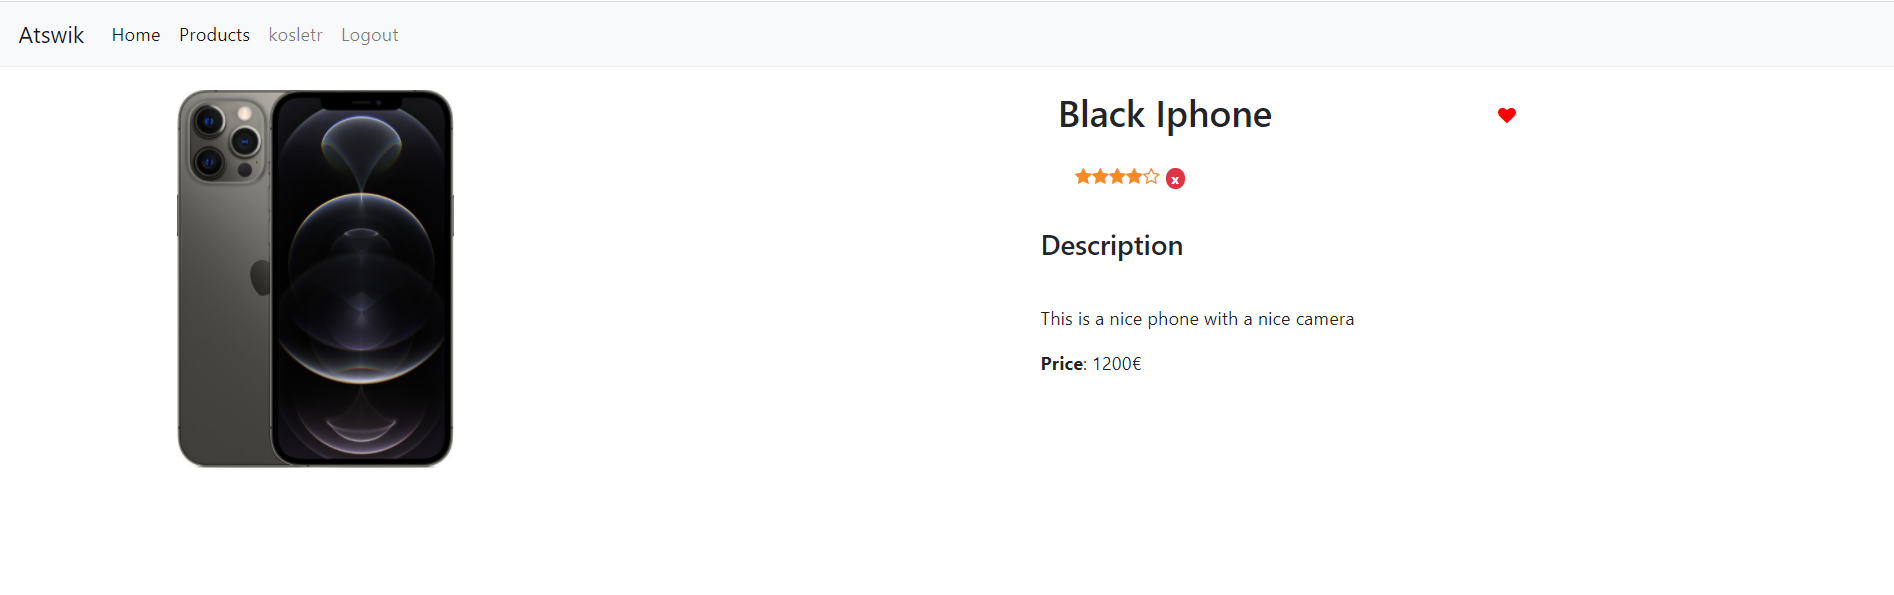 Atswik Home Products kosletr Logout
Black Iphone
x
Description
This is a nice phone with a nice camera
Price: 1200€